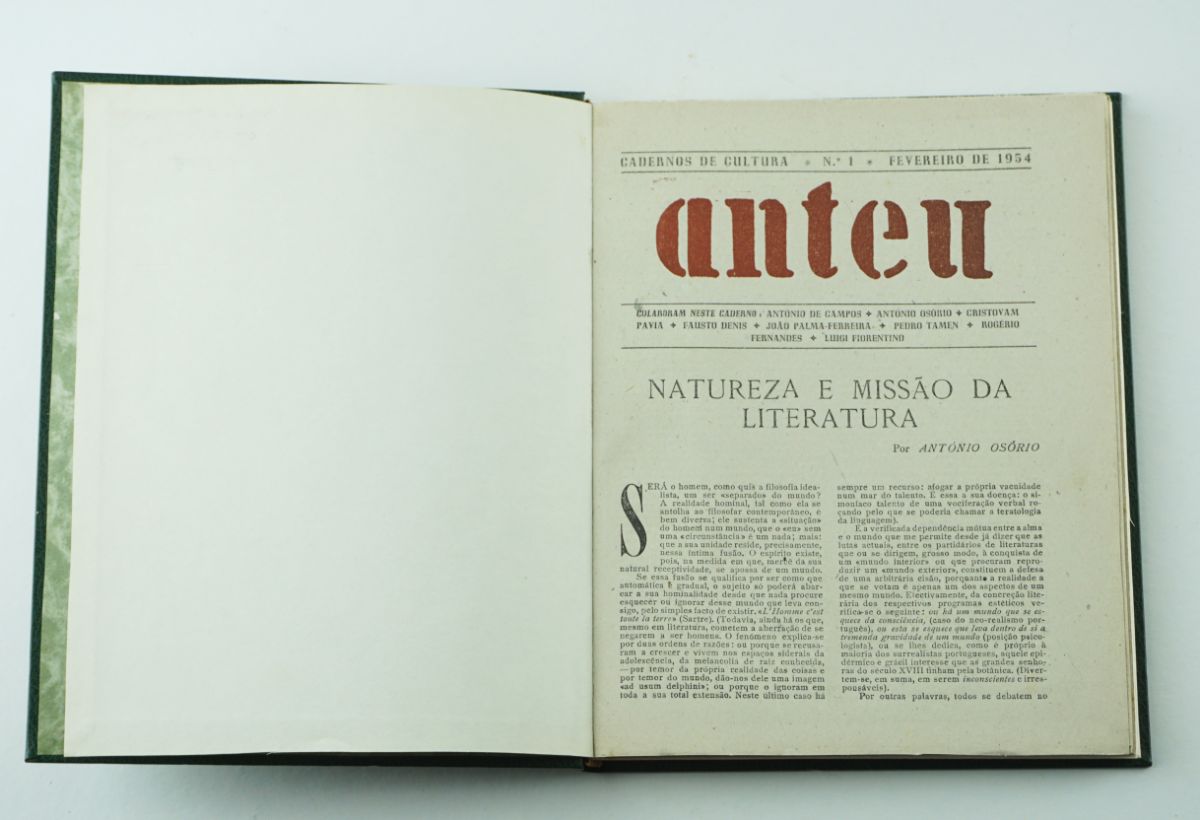 CADERNOS DE CULTURA * N.º 1 * FEVEREIRO DE 1954
anteu
COLABORAM NESTE CADERNO: ANTÓNIO DE CAMPOS ✦ ANTÓNIO OSÓRIO ✦ CRISTOVAM
PAVIA ✦ FAUSTO DENIS ✦ JOÃO PALMA-FERREIRA ✦ PEDRO TAMEN ✦ ROGÉRIO
FERNANDES ✦ LUIGI FIORENTINO
NATUREZA E MISSÃO DA
LITERATURA
Por ANTÓNIO OSÓRIO
SERÁ o homem, como quis a filosofia idea-
lista, um ser «separado» do mundo?
A realidade hominal, tal como ela se
antolha ao filosofar contemporâneo, é
bem diversa; ele sustenta a «situação»
do homem num mundo, que o «eu» sem
uma «circunstância» é um nada; mais:
que a sua unidade reside, precisamente,
nessa íntima fusão. O espírito existe,
pois, na medida em que, mercê da sua
natural receptividade, se apossa de um mundo.
Se essa fusão se qualifica por ser como que
automática e gradual, o sujeito só poderá abar-
car a sua hominalidade desde que nada procure
esquecer ou ignorar desse mundo que leva con-
sigo, pelo simples facto de existir. «L'Homme c'est
toute la terre» (Sartre). (Todavia, ainda há os que,
mesmo em literatura, cometem a aberração de se
negarem a ser homens. O fenómeno explica-se
por duas ordens de razões: ou porque se recusa-
ram a crescer e vivem nos espaços siderais da
adolescência, da melancolia de raiz conhecida,
—por temor da própria realidade das coisas e
por temor do mundo, dão-nos dele uma imagem
«ad usum delphini»; ou porque o ignoram em
toda a sua total extensão. Neste último caso há
sempre um recurso: afogar a própria vacuidade
num mar do talento. É essa a sua doença: o si-
moníaco talento de uma vociferação verbal ro-
çando pelo que se poderia chamar a teratologia
da linguagem).
E a verificada dependência mútua entre a alma
e o mundo que me permite desde já dizer que as
lutas actuais, entre os partidários de literaturas
que ou se dirigem, grosso modo, à conquista de
um «mundo interior» ou que procuram repro-
duzir um «mundo exterior», constituem a defesa
de uma arbitrária cisão, porquanto a realidade a
que se votam é apenas um dos aspectos de um
mesmo mundo. Efectivamente, da concreção lite-
rária dos respectivos programas estéticos ve-
rifica-se o seguinte: ou há um mundo que se es-
quece da consciência, (caso do neo-realismo por-
tuguês), ou esta se esquece que leva dentro de si a
tremenda gravidade de um mundo (posição psico-
logista), ou se lhes dedica, como é próprio à
maioria dos surrealistas portugueses, aquele epi-
dérmico e grácil interesse que as grandes senho-
ras do século XVIII tinham pela botânica. (Diver-
tem-se, em suma, em serem inconscientes e irres-
ponsáveis).
Por outras palavras, todos se debatem no